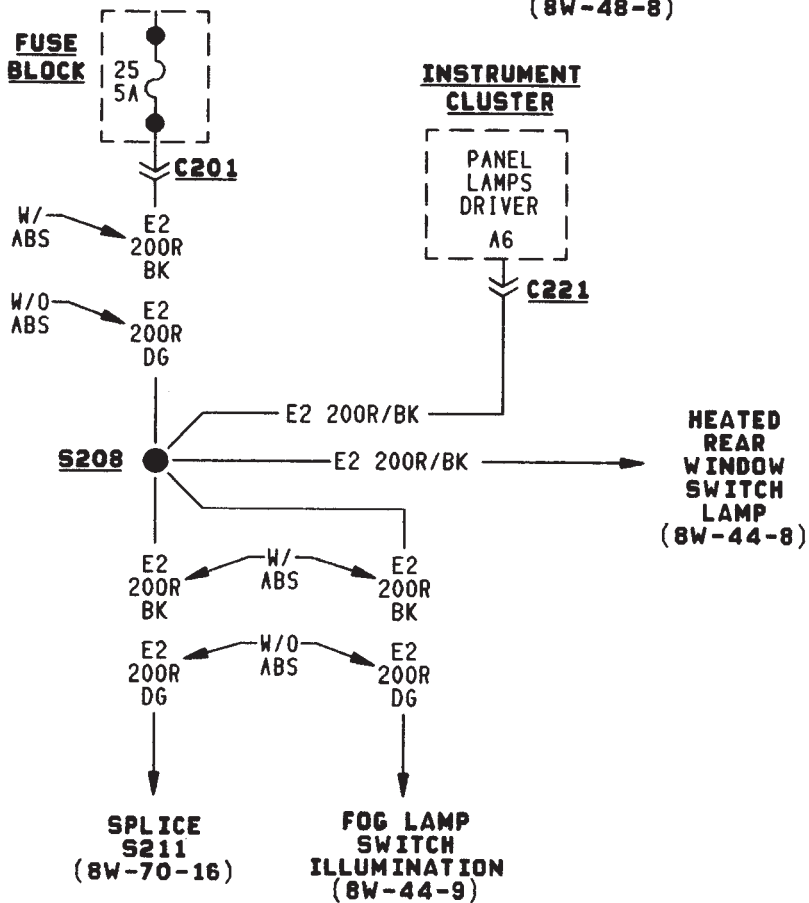 (8W-48-8)
FUSE
BLOCK
25
5A
C201
INSTRUMENT
CLUSTER
PANEL
LAMPS
DRIVER
A6
C221
W/
ABS
E2
200R
BK
W/O
ABS
E2
200R
DG
E2 200R/BK
S208
E2 200R/BK
HEATED
REAR
WINDOW
SWITCH
LAMP
(8W-44-8)
E2
200R
BK
W/
ABS
E2
200R
BK
E2
200R
DG
W/O
ABS
E2
200R
DG
SPLICE
S211
(8W-70-16)
FOG LAMP
SWITCH
ILLUMINATION
(8W-44-9)